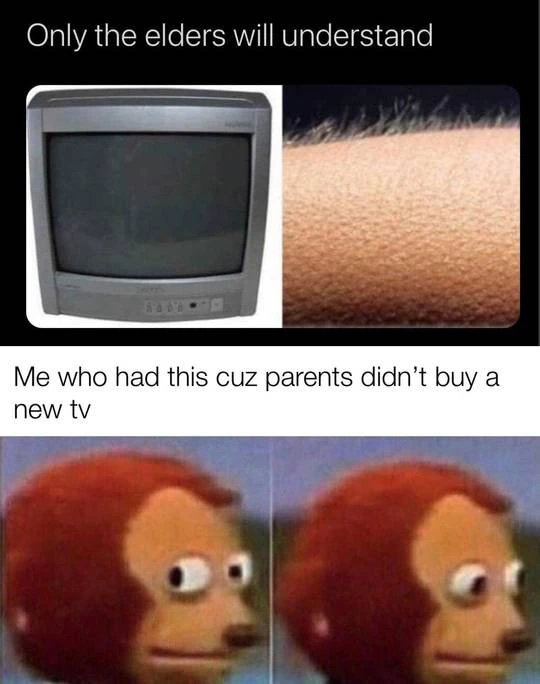 Only the elders will understand
Me who had this cuz parents didn't buy a
new tv